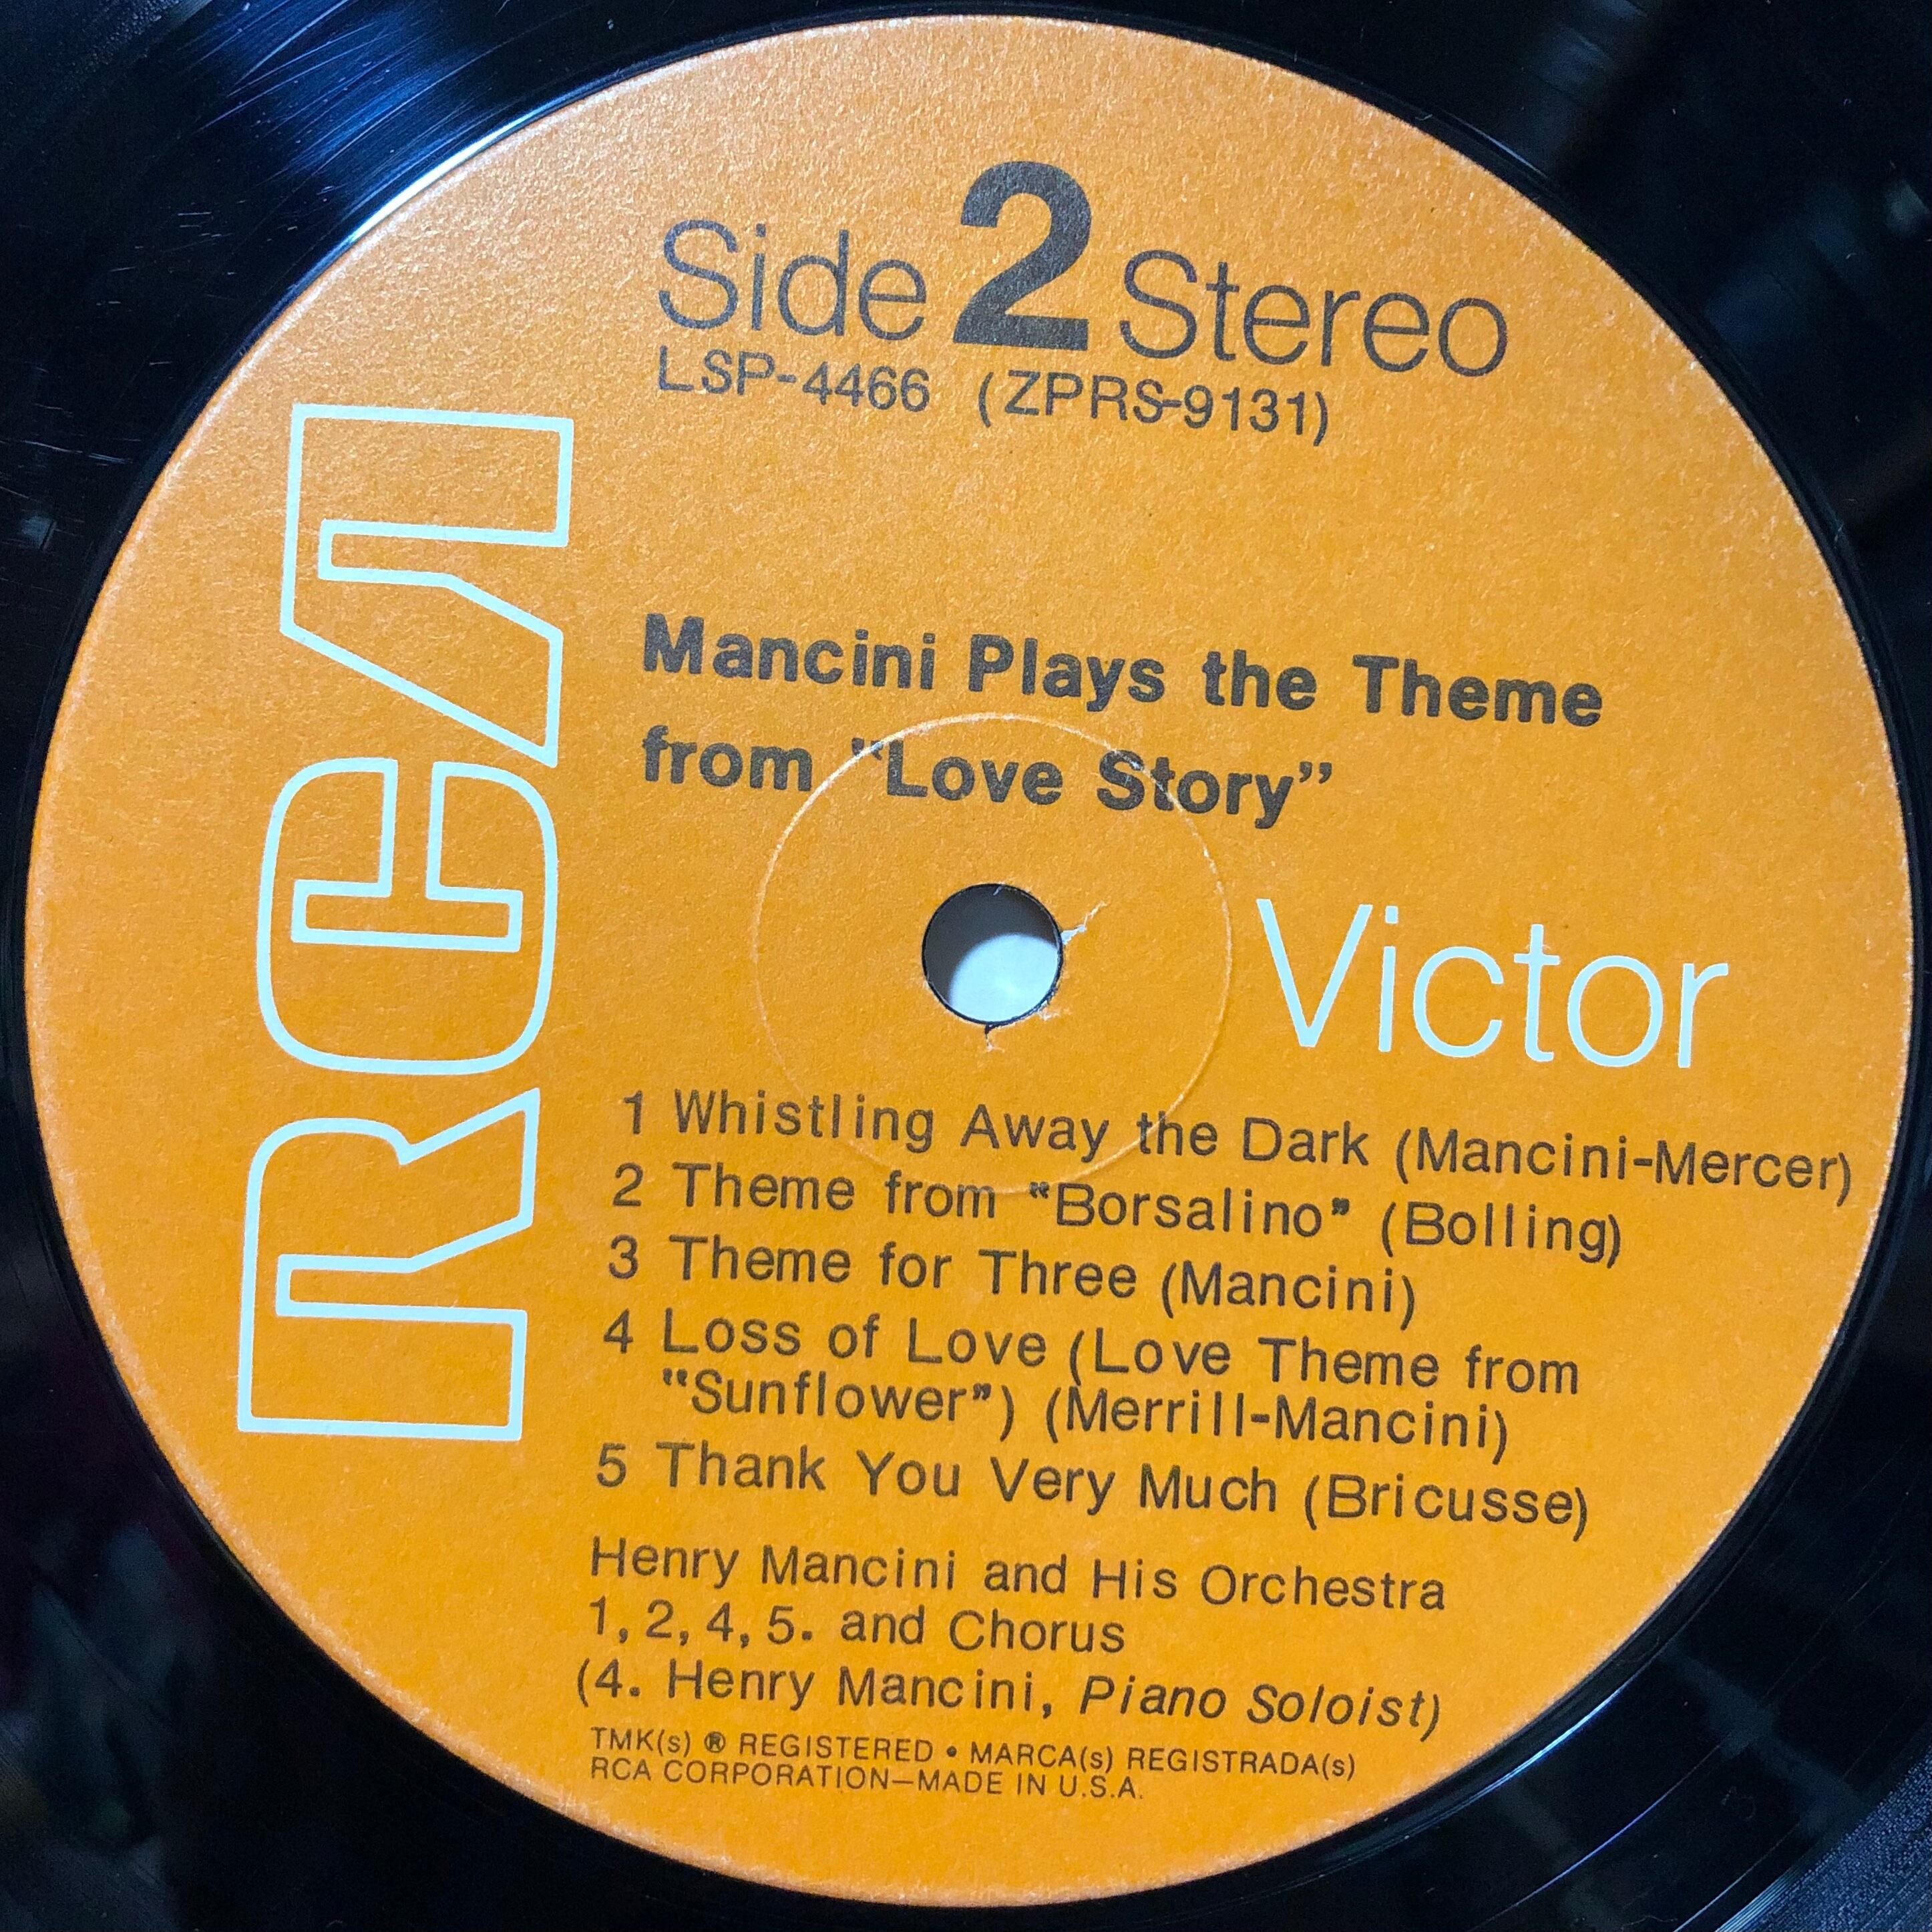 Side 2 Stereo
LSP-4466 (ZPRS-9131)
RCA
Mancini Plays the Theme
from "Love Story"
Victor
1 Whistling Away the Dark (Mancini-Mercer)
2 Theme from "Borsalino" (Bolling)
3 Theme for Three (Mancini)
4 Loss of Love (Love Theme from
"Sunflower") (Merrill-Mancini)
5 Thank You Very Much (Bricusse)
Henry Mancini and His Orchestra
1, 2, 4, 5. and Chorus
(4. Henry Mancini, Piano Soloist)
TMK(s) ® REGISTERED • MARCA(s) REGISTRADA(s)
RCA CORPORATION—MADE IN U.S.A.